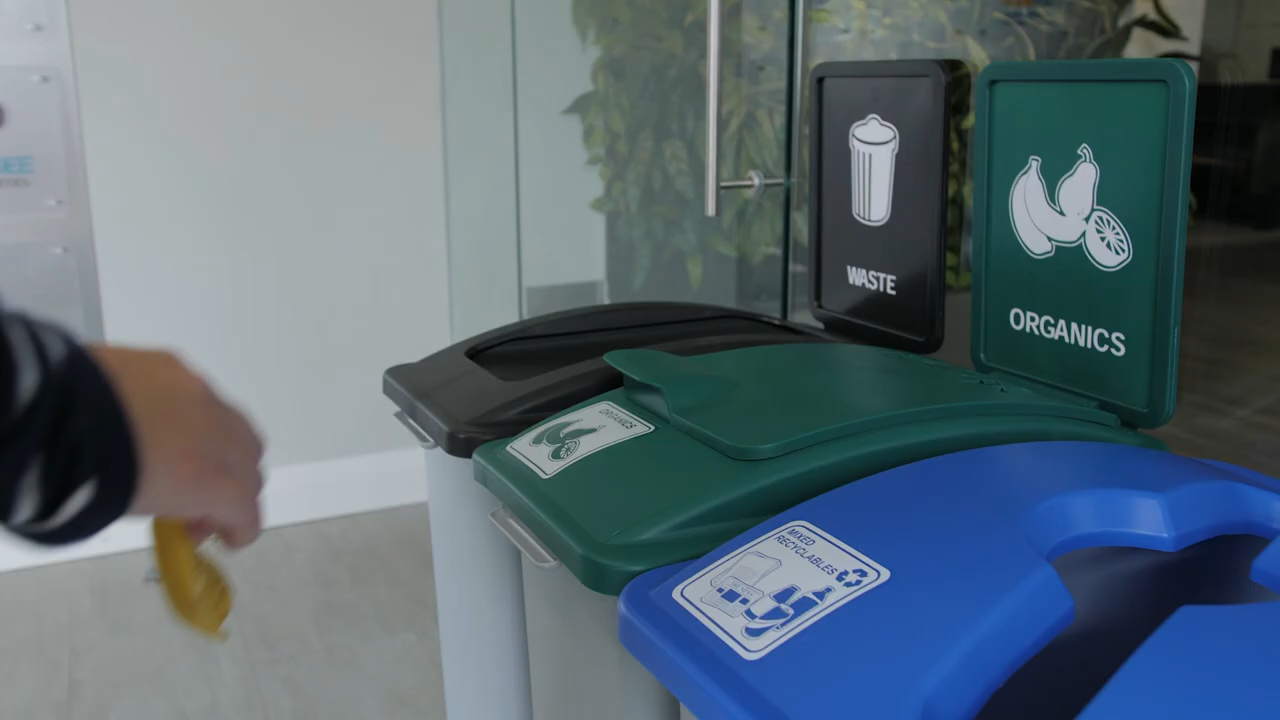 WASTE
ORGANICS
ORGANICS
MIXED
RECYCLABLES